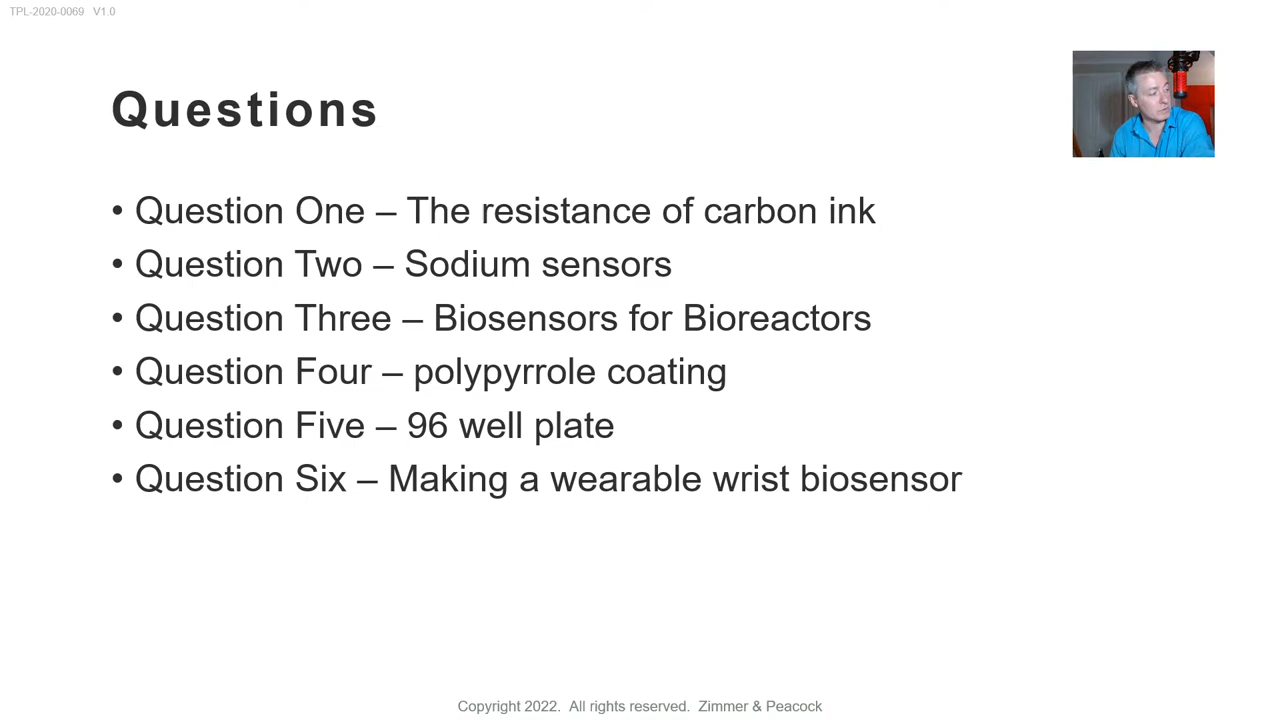 TPL-2020-0069 V1.0
Questions
• Question One – The resistance of carbon ink
• Question Two – Sodium sensors
• Question Three – Biosensors for Bioreactors
• Question Four – polypyrrole coating
• Question Five – 96 well plate
• Question Six – Making a wearable wrist biosensor
Copyright 2022. All rights reserved. Zimmer & Peacock